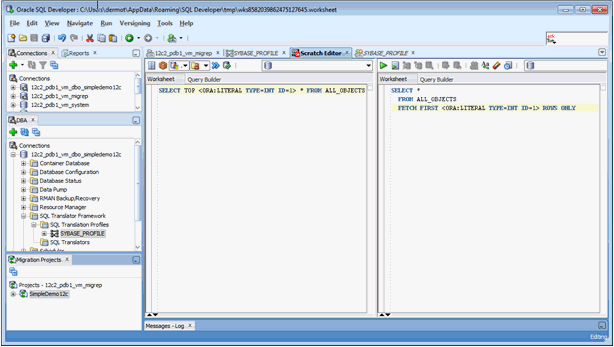 Oracle SQL Developer : C:\Users\dermot\AppData\Roaming\SQL Developer\tmp\wks8582039862475127645.worksheet
File Edit View Navigate Run Versioning Tools Help
Connections
Reports
Connections
12c2_pdb1_vm_dbo_simpledemo12c
12c2_pdb1_vm_migrep
12c2_pdb1_vm_system
DBA
Connections
12c2_pdb1_vm_dbo_simpledemo12c
Container Database
Database Configuration
Database Status
Data Pump
RMAN Backup/Recovery
Resource Manager
SQL Translator Framework
SQL Translation Profiles
SYBASE_PROFILE
SQL Translators
Migration Projects
Projects - 12c2_pdb1_vm_migrep
SimpleDemo12c
12c2_pdb1_vm_migrep
SYBASE_PROFILE
Scratch Editor
SYBASE_PROFILE
Worksheet Query Builder
SELECT TOP <ORA:LITERAL TYPE=INT ID=1> * FROM ALL_OBJECTS
Worksheet Query Builder
SELECT *
FROM ALL_OBJECTS
FETCH FIRST <ORA:LITERAL TYPE=INT ID=1> ROWS ONLY
Messages - Log
Editing